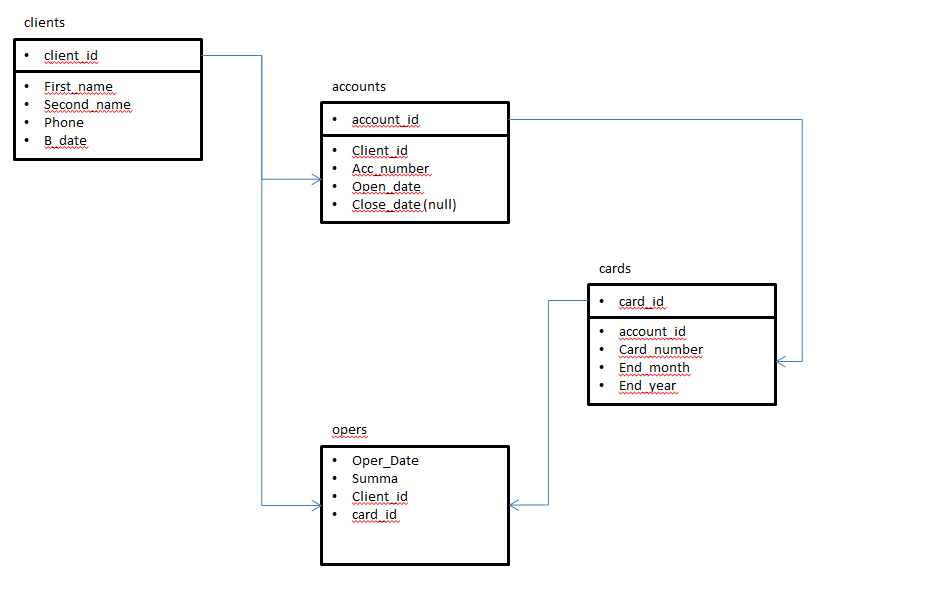 clients
• client_id
• First_name
• Second_name
• Phone
• B_date
accounts
• account_id
• Client_id
• Acc_number
• Open_date
• Close_date(null)
cards
• card_id
• account_id
• Card_number
• End_month
• End_year
opers
• Oper_Date
• Summa
• Client_id
• card_id